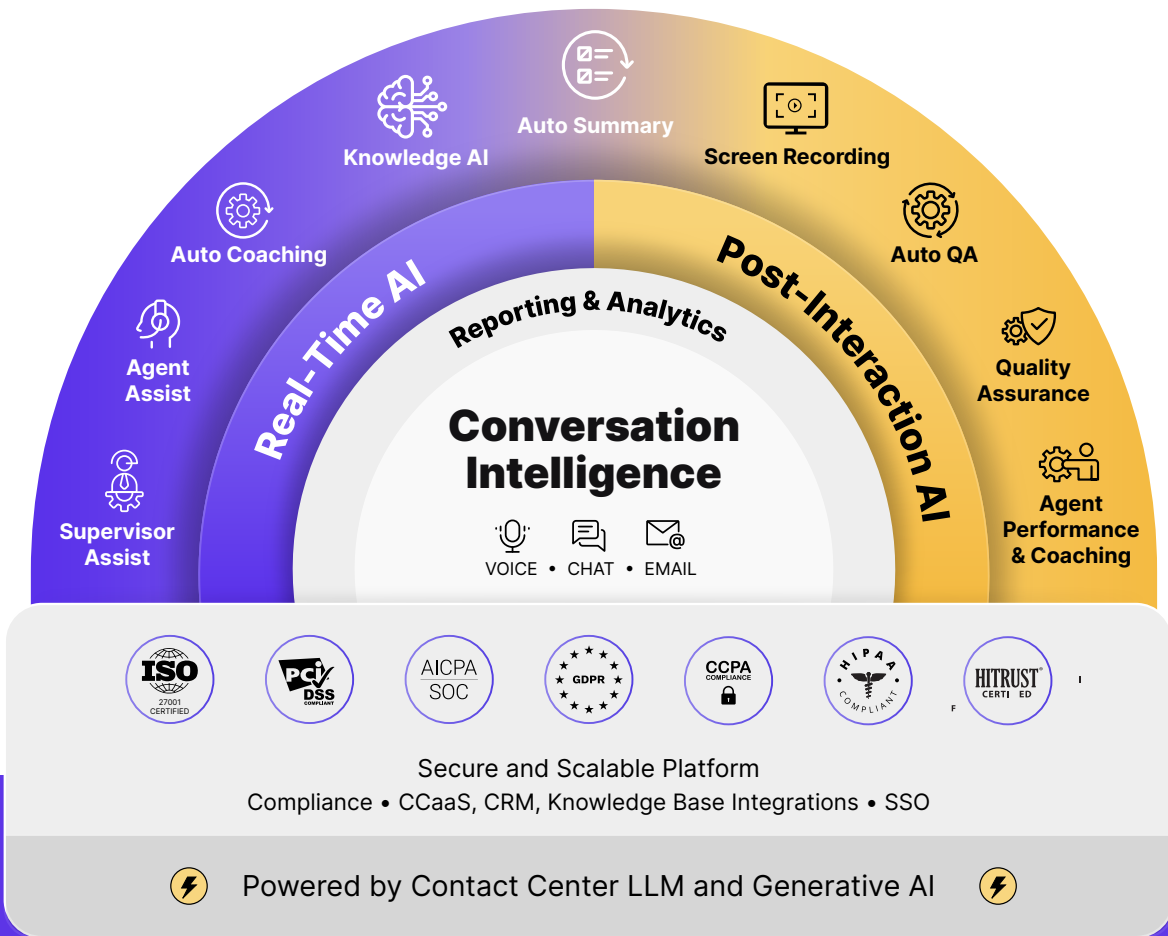 Auto Summary
Knowledge AI
Screen Recording
Auto Coaching
Auto QA
Agent
Assist
Quality
Assurance
Supervisor
Assist
Agent
Performance
& Coaching
Real-Time AI
Post-Interaction AI
Reporting & Analytics
Conversation
Intelligence
VOICE • CHAT • EMAIL
ISO
27001
CERTIFIED
PCI
DSS
COMPLIANT
AICPA
SOC
GDPR
CCPA
COMPLIANCE
HIPAA
COMPLIANT
HITRUST®
CERTI ED
F
I
Secure and Scalable Platform
Compliance • CCaaS, CRM, Knowledge Base Integrations • SSO
Powered by Contact Center LLM and Generative AI